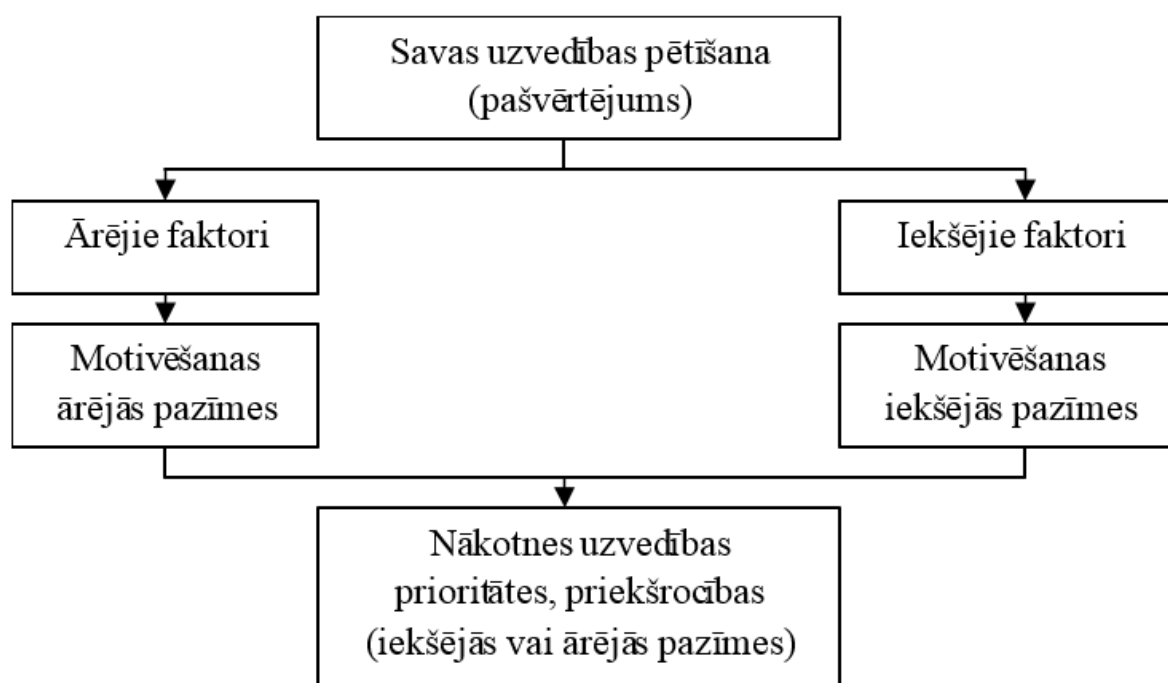 Savas uzvedības pētīšana
(pašvērtējums)
Ārējie faktori
Iekšējie faktori
Motivēšanas
ārējās pazīmes
Motivēšanas
iekšējās pazīmes
Nākotnes uzvedības
prioritātes, priekšrocības
(iekšējās vai ārējās pazīmes)